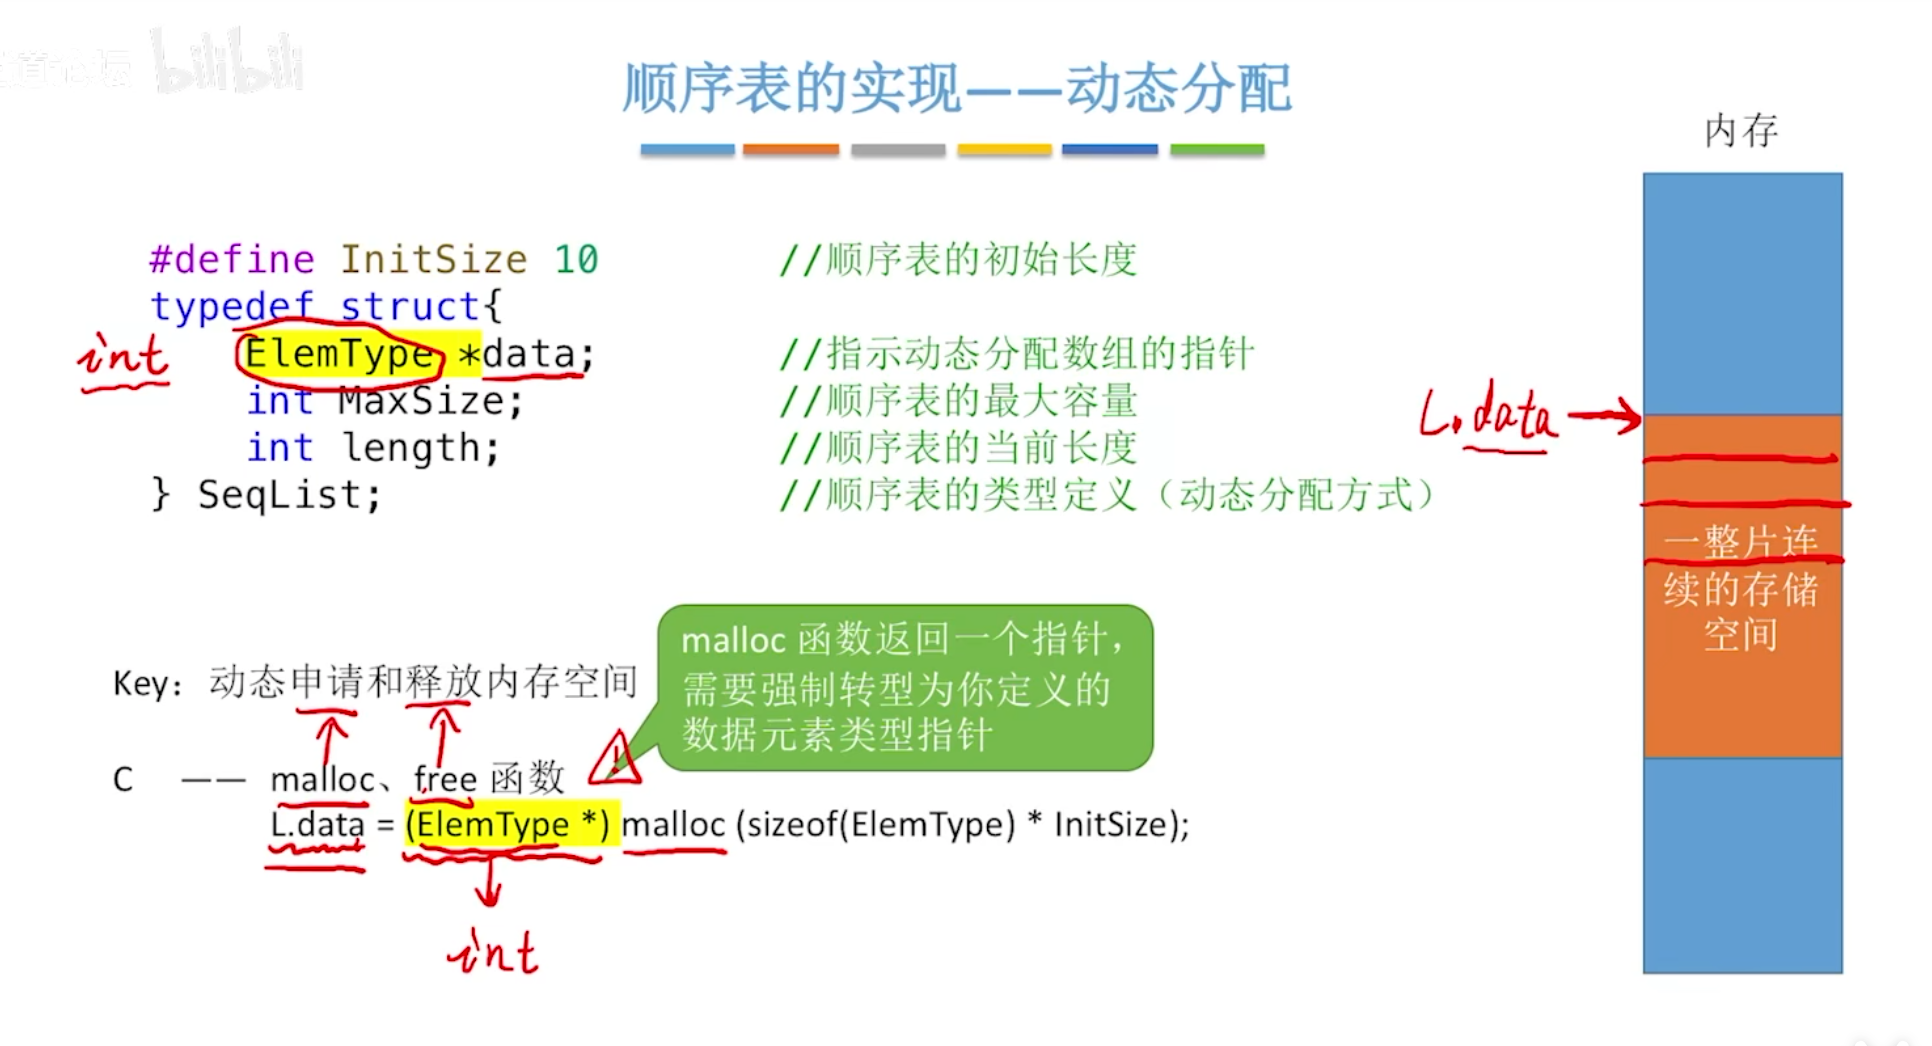 bilibili
顺序表的实现——动态分配
内存
#define InitSize 10 //顺序表的初始长度
typedef struct{
int ElemType *data; //指示动态分配数组的指针
int MaxSize; //顺序表的最大容量
L.data
int length; //顺序表的当前长度
} SeqList; //顺序表的类型定义（动态分配方式）
一整片连
续的存储
空间
malloc 函数返回一个指针，
需要强制转型为你定义的
数据元素类型指针
Key：动态申请和释放内存空间
C —— malloc、free 函数
L.data = (ElemType *) malloc (sizeof(ElemType) * InitSize);
int